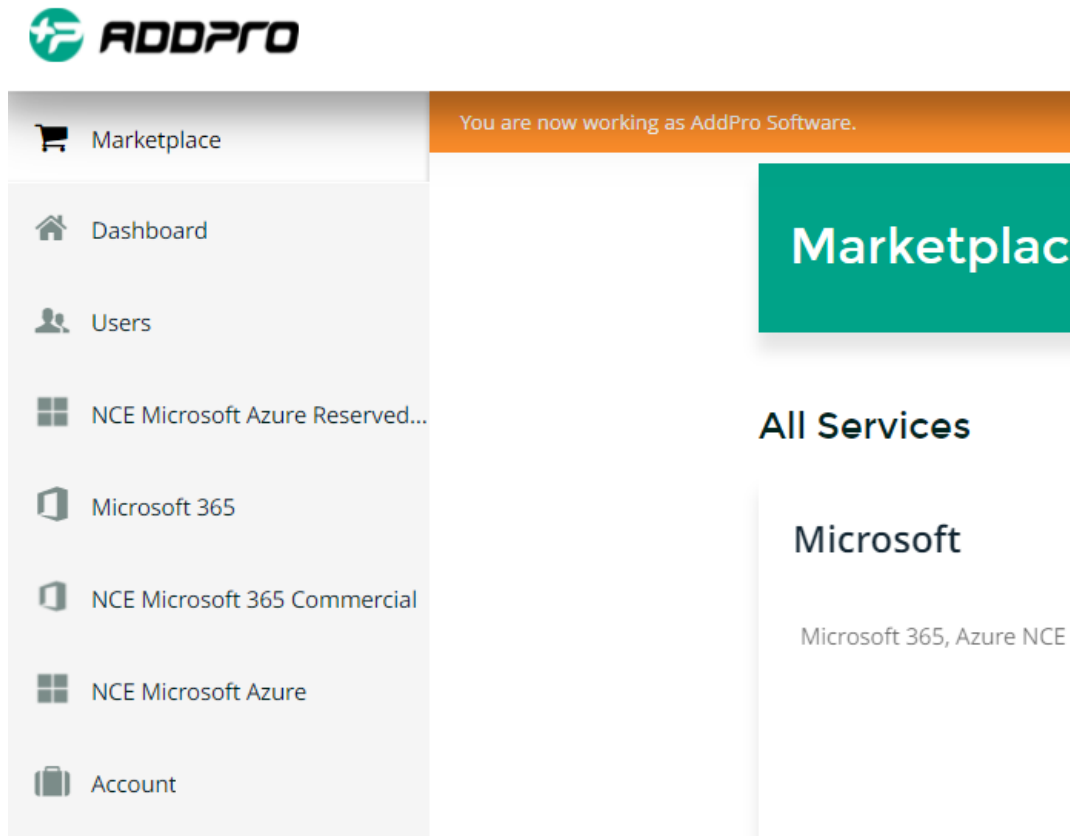 ADDPRO
Marketplace
Dashboard
Users
NCE Microsoft Azure Reserved...
Microsoft 365
NCE Microsoft 365 Commercial
NCE Microsoft Azure
Account
You are now working as AddPro Software.
Marketplac
All Services
Microsoft
Microsoft 365, Azure NCE